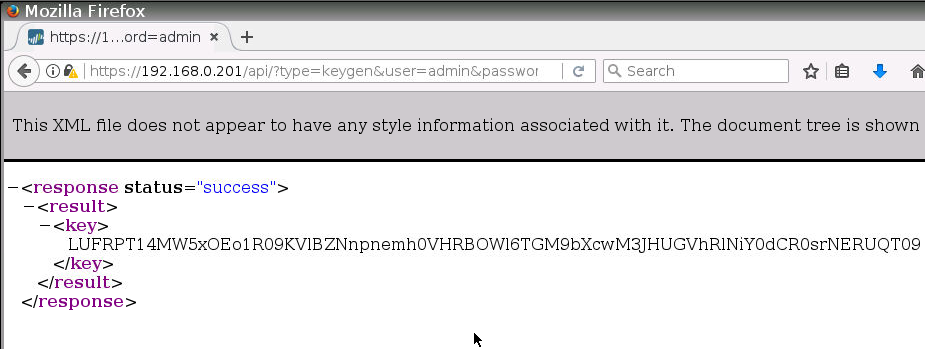 Mozilla Firefox
https://1...ord=admin
https://192.168.0.201/api/?type=keygen&user=admin&passwor
Search
This XML file does not appear to have any style information associated with it. The document tree is shown
−<response status="success">
−<result>
−<key>
LUFRPT14MW5xOEo1R09KVlBZNnpnemh0VHRBOWl6TGM9bXcwM3JHUGVhRlNiY0dCR0srNERUQT09
</key>
</result>
</response>